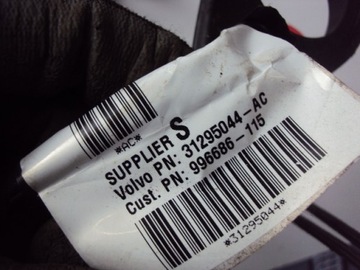 *AC*
SUPPLIER S
Volvo PN: 31295044-AC
Cust. PN: 996686-115
*31295044*